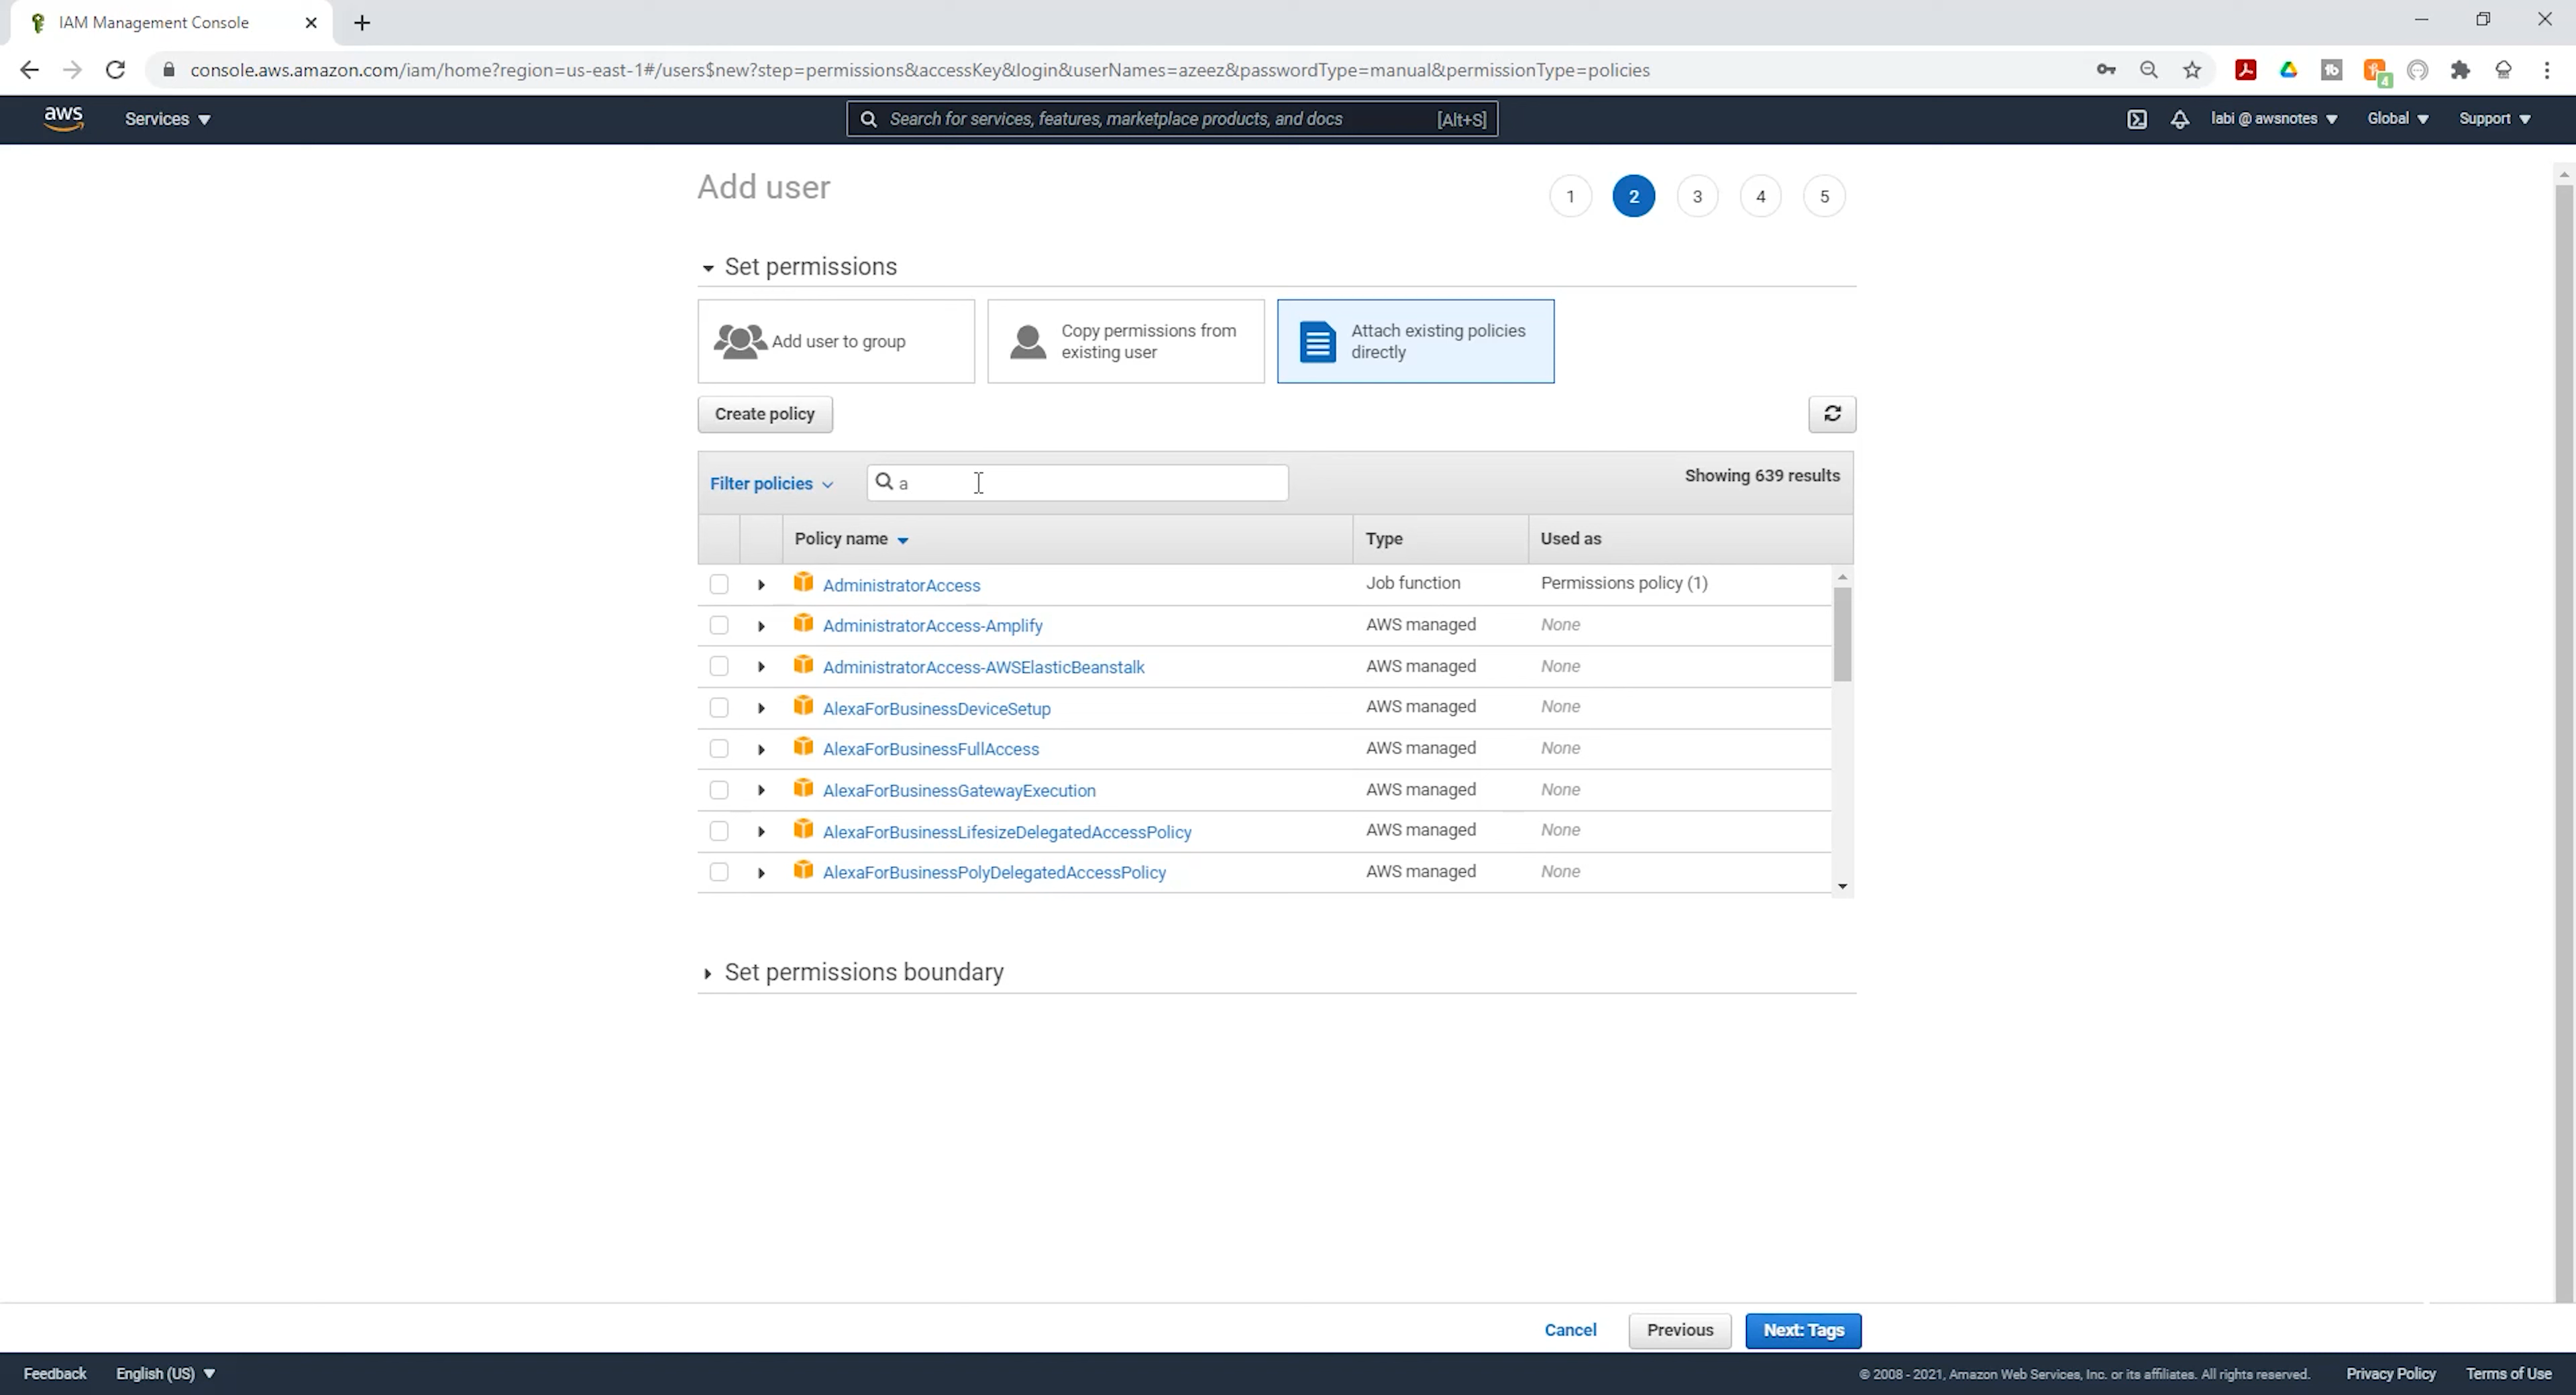 IAM Management Console
console.aws.amazon.com/iam/home?region=us-east-1#/users$new?step=permissions&accessKey&login&userNames=azeez&passwordType=manual&permissionType=policies
4
aws Services Search for services, features, marketplace products, and docs [Alt+S] labi @ awsnotes Global Support
Add user
1 2 3 4 5
Set permissions
Add user to group
Copy permissions from
existing user
Attach existing policies
directly
Create policy
Filter policies a Showing 639 results
Policy name Type Used as
AdministratorAccess Job function Permissions policy (1)
AdministratorAccess-Amplify AWS managed None
AdministratorAccess-AWSElasticBeanstalk AWS managed None
AlexaForBusinessDeviceSetup AWS managed None
AlexaForBusinessFullAccess AWS managed None
AlexaForBusinessGatewayExecution AWS managed None
AlexaForBusinessLifesizeDelegatedAccessPolicy AWS managed None
AlexaForBusinessPolyDelegatedAccessPolicy AWS managed None
Set permissions boundary
Cancel Previous Next: Tags
Feedback English (US) © 2008 - 2021, Amazon Web Services, Inc. or its affiliates. All rights reserved. Privacy Policy Terms of Use